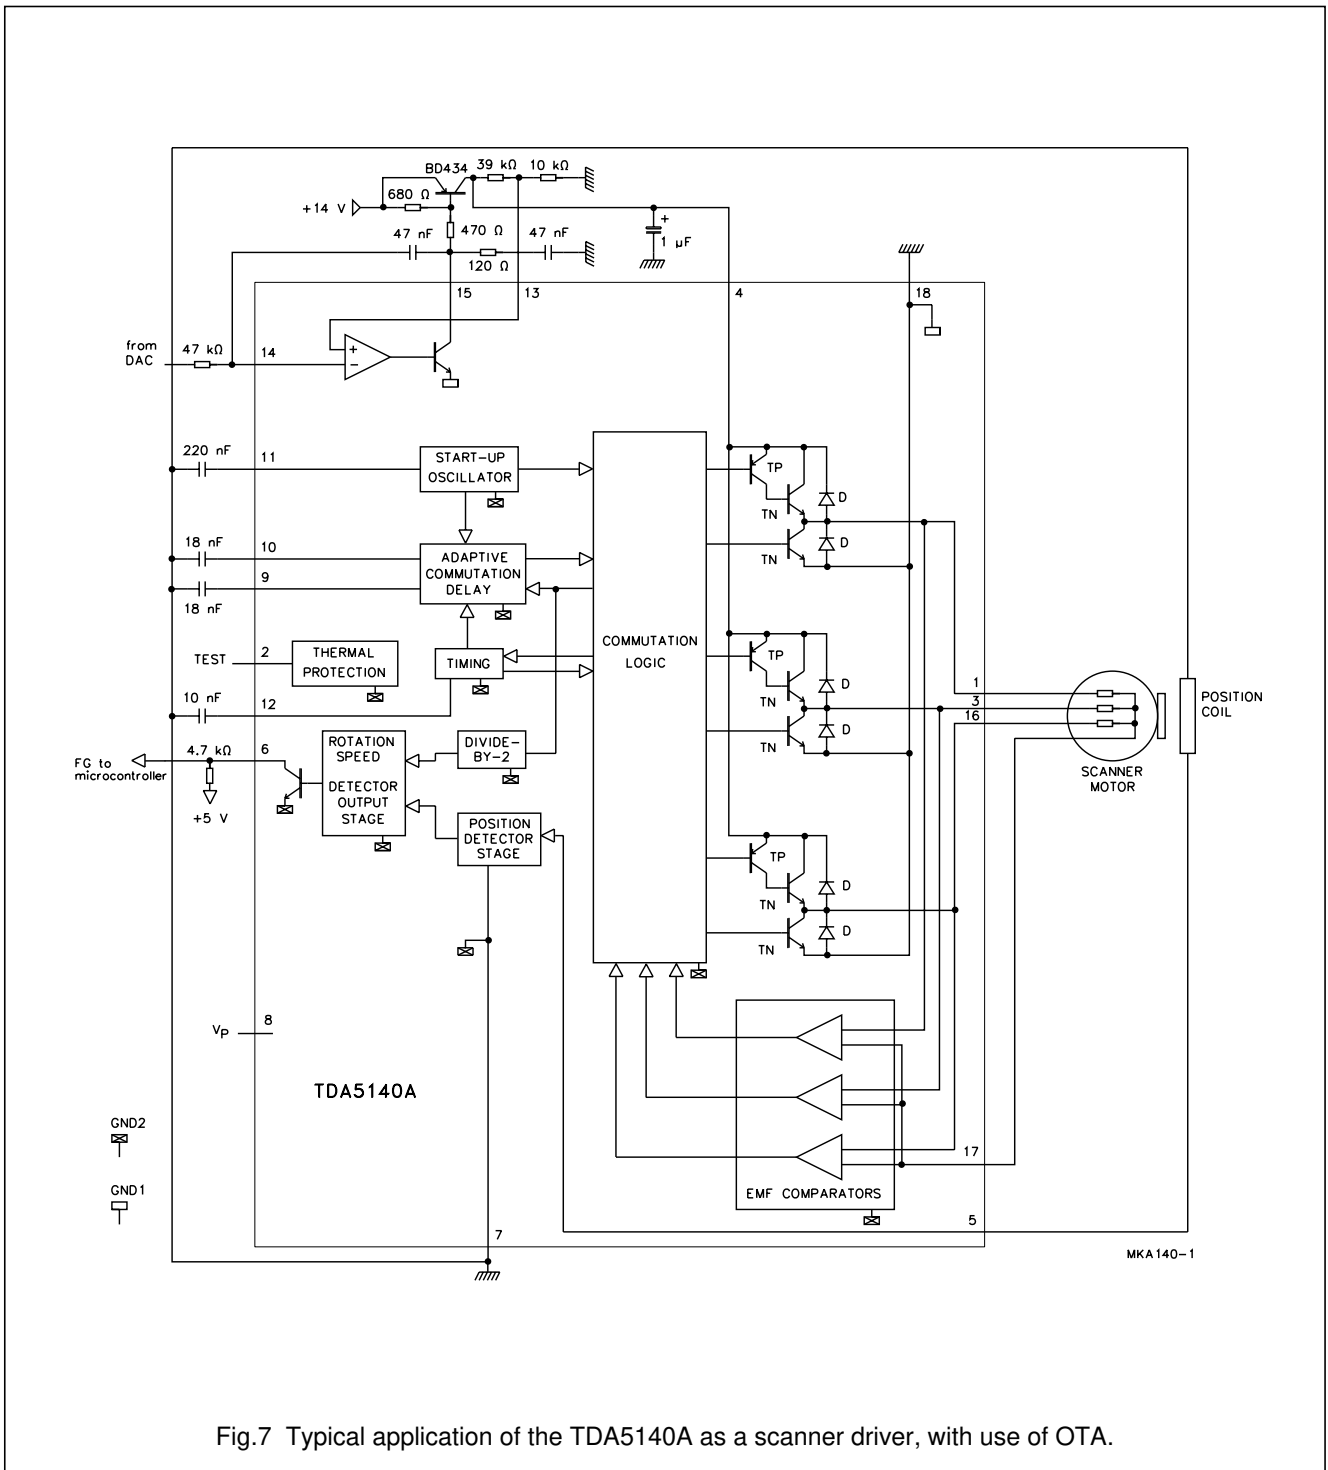 BD434
39 kΩ
10 kΩ
680 Ω
+14 V
470 Ω
47 nF
47 nF
120 Ω
+
1 µF
15
13
4
18
from
DAC
47 kΩ
14
+
−
220 nF
11
START-UP
OSCILLATOR
TP
D
TN
D
TN
18 nF
10
ADAPTIVE
COMMUTATION
DELAY
9
18 nF
COMMUTATION
LOGIC
TEST
2
THERMAL
PROTECTION
TIMING
TP
D
TN
D
TN
1
3
16
POSITION
COIL
SCANNER
MOTOR
10 nF
12
4.7 kΩ
6
FG to
microcontroller
+5 V
ROTATION
SPEED
DETECTOR
OUTPUT
STAGE
DIVIDE-
BY-2
POSITION
DETECTOR
STAGE
TP
D
TN
D
TN
VP
8
TDA5140A
GND2
GND1
17
EMF COMPARATORS
5
7
MKA140-1
Fig.7 Typical application of the TDA5140A as a scanner driver, with use of OTA.